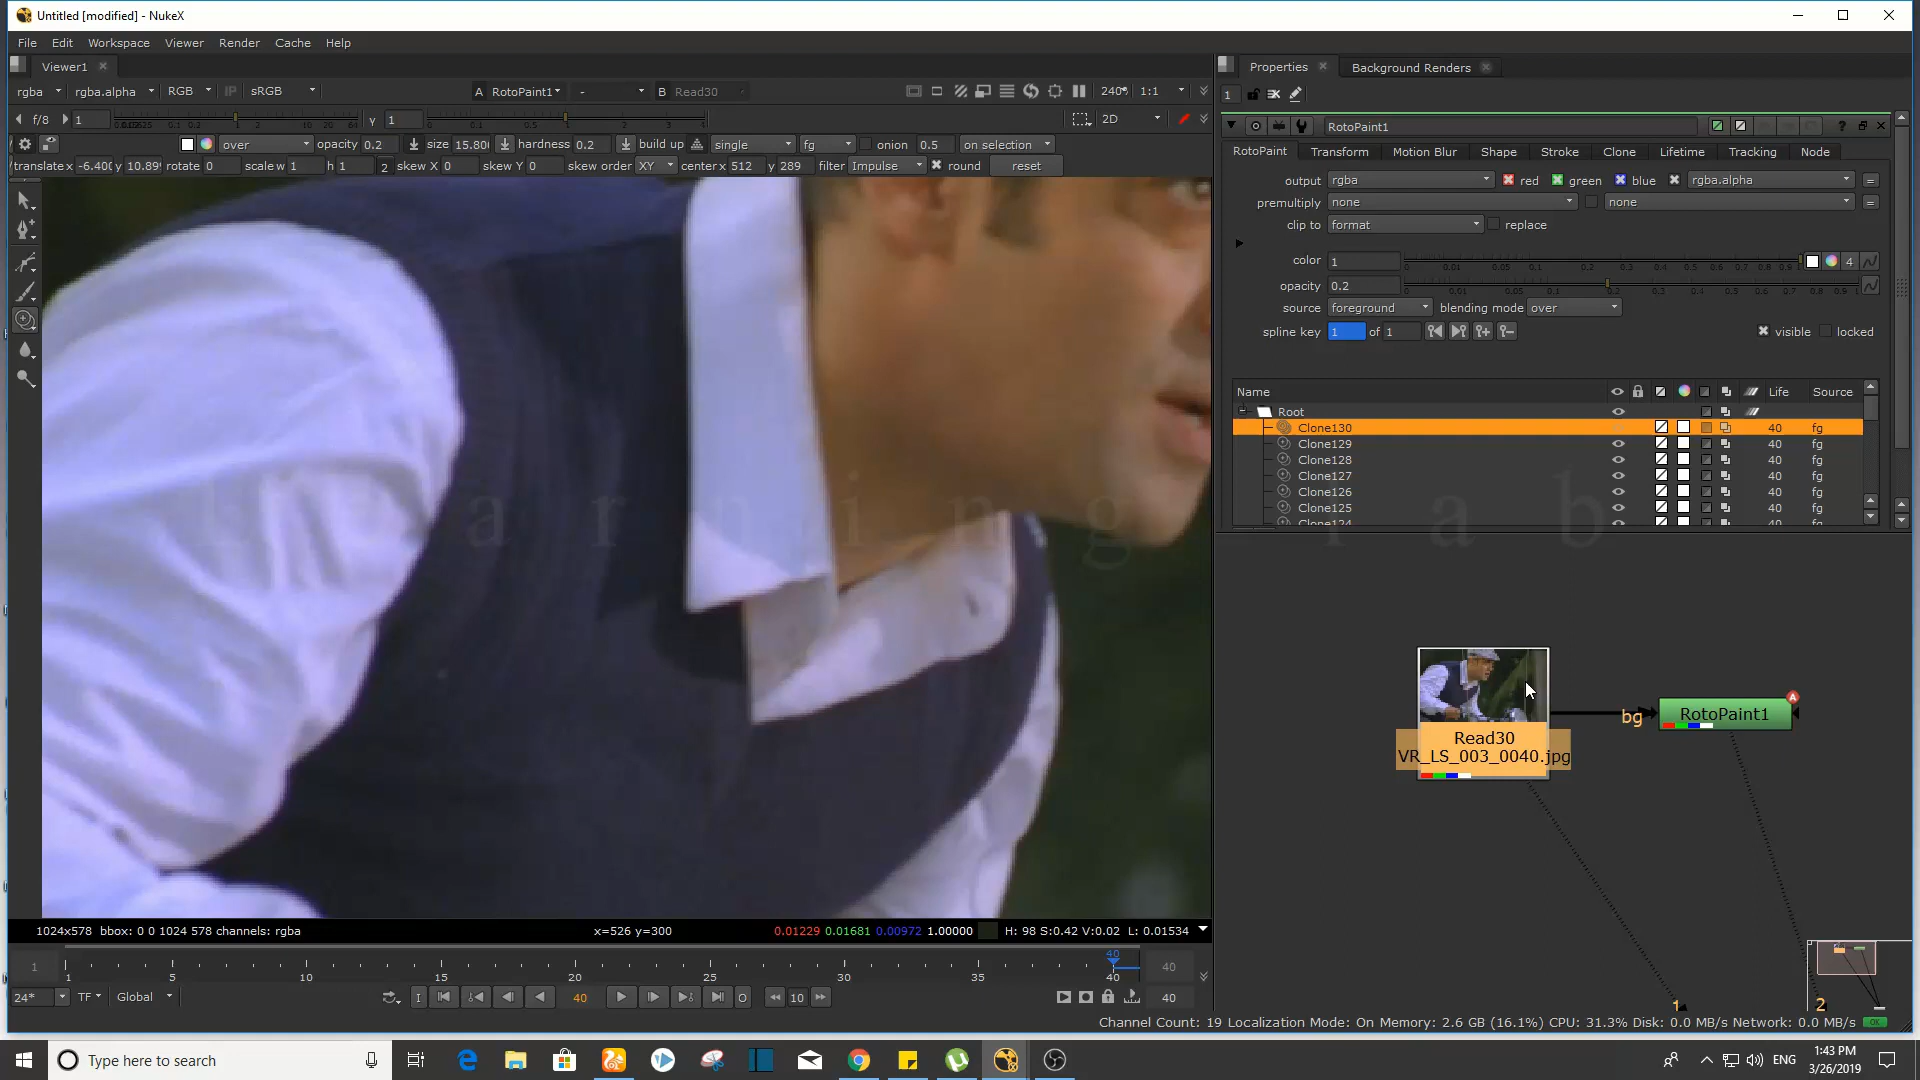 Untitled [modified] - NukeX
File Edit Workspace Viewer Render Cache Help
Viewer1
Properties Background Renders
rgba rgba.alpha RGB IP sRGB A RotoPaint1 - B Read30 240% 1:1
1
f/8 1 y 1 2D
RotoPaint1
over opacity 0.2 size 15.80 hardness 0.2 build up single fg onion 0.5 on selection
translate x -6.400 y 10.89 rotate 0 scale w 1 h 1 2 skew X 0 skew Y 0 skew order XY center x 512 y 289 filter Impulse round reset
RotoPaint Transform Motion Blur Shape Stroke Clone Lifetime Tracking Node
output rgba red green blue rgba.alpha =
premultiply none none =
clip to format replace
color 1 4
opacity 0.2
source foreground blending mode over
spline key 1 of 1 visible locked
Name Life Source
Root
Clone130 40 fg
Clone129 40 fg
Clone128 40 fg
Clone127 40 fg
Clone126 40 fg
Clone125 40 fg
Clone124 40 fg
bg RotoPaint1 A
Read30
VR_LS_003_0040.jpg
1 2
1024x578 bbox: 0 0 1024 578 channels: rgba x=526 y=300 0.01229 0.01681 0.00972 1.00000 H: 98 S:0.42 V:0.02 L: 0.01534
1 1 5 10 15 20 25 30 35 40 40 40
24* TF Global I 40 O 10 40
Channel Count: 19 Localization Mode: On Memory: 2.6 GB (16.1%) CPU: 31.3% Disk: 0.0 MB/s Network: 0.0 MB/s OK
Type here to search
ENG
1:43 PM
3/26/2019